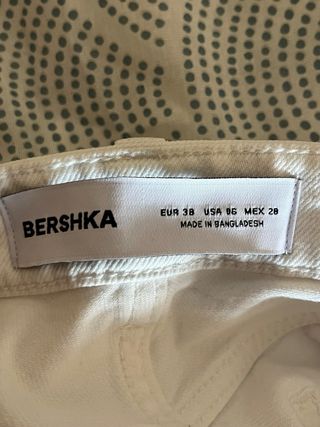 BERSHKA
EUR 38 USA 06 MEX 28
MADE IN BANGLADESH